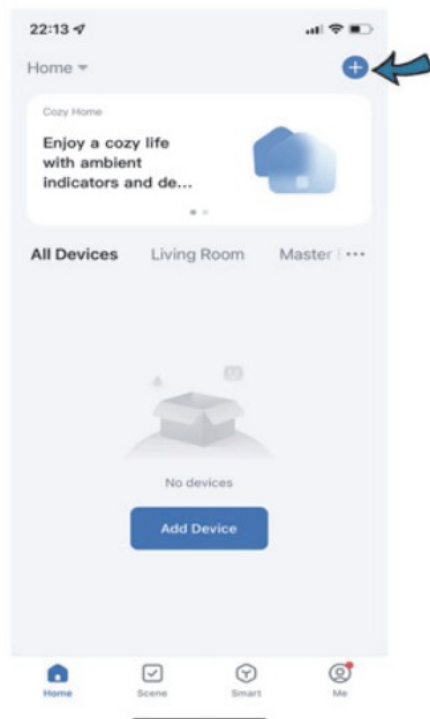 22:13
Home
Cozy Home
Enjoy a cozy life
with ambient
indicators and de...
All Devices Living Room Master ...
No devices
Add Device
Home Scene Smart Me